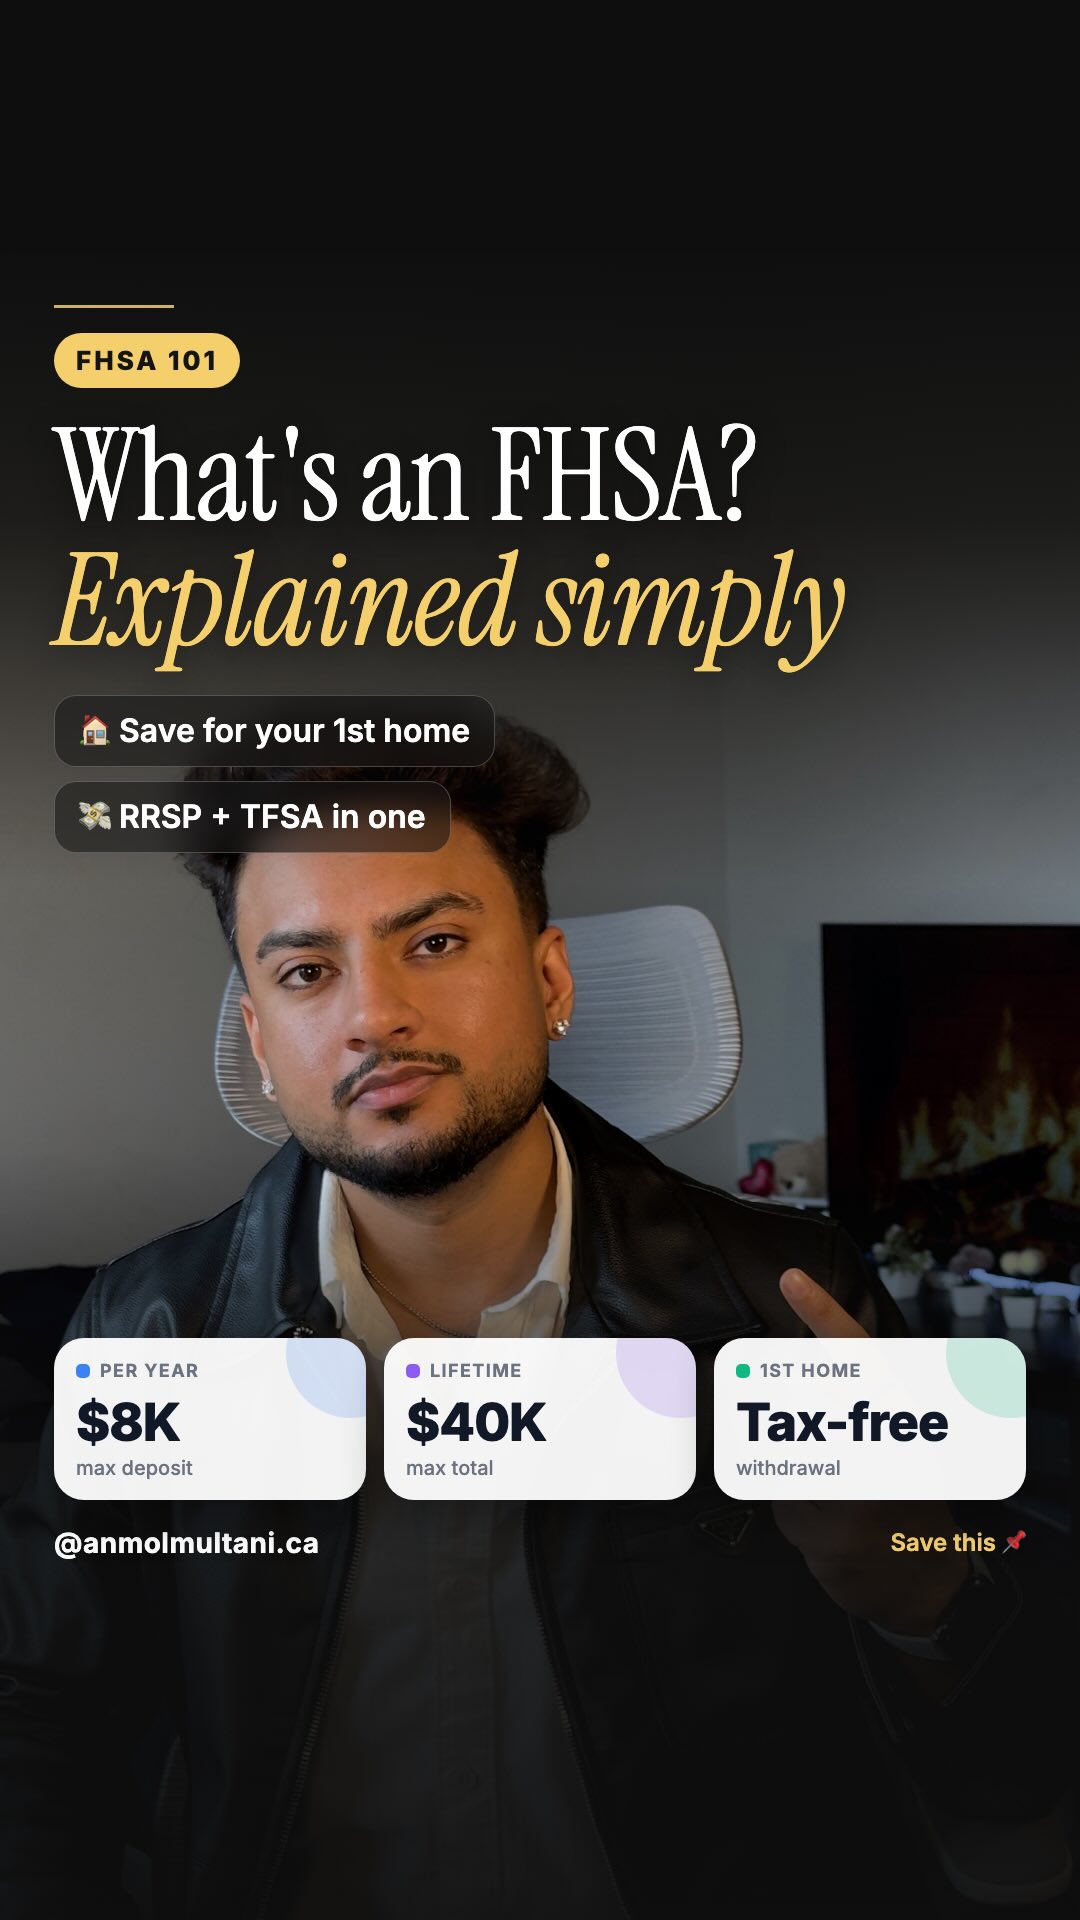 FHSA 101
What's an FHSA?
Explained simply
🏠 Save for your 1st home
💸 RRSP + TFSA in one
PER YEAR
$8K
max deposit
LIFETIME
$40K
max total
1ST HOME
Tax-free
withdrawal
@anmolmultani.ca
Save this 📌